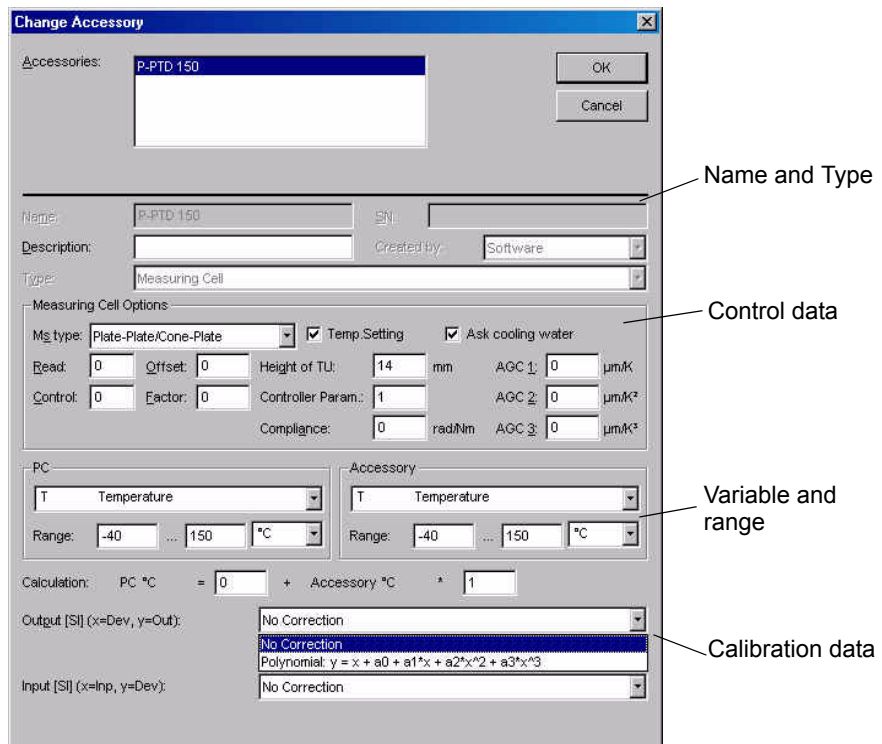 Change Accessory
Accessories:
P-PTD 150
OK
Cancel
Name and Type
Name:
P-PTD 150
SN:
Description:
Created by:
Software
Type:
Measuring Cell
Measuring Cell Options
Control data
Ms type:
Plate-Plate/Cone-Plate
Temp.Setting
Ask cooling water
Read: 0 Offset: 0 Height of TU: 14 mm AGC 1: 0 µm/K
Control: 0 Factor: 0 Controller Param.: 1 AGC 2: 0 µm/K²
Compliance: 0 rad/Nm AGC 3: 0 µm/K³
PC
T Temperature
Range: -40 ... 150 °C
Accessory
T Temperature
Range: -40 ... 150 °C
Variable and
range
Calculation: PC °C = 0 + Accessory °C * 1
Output [SI] (x=Dev, y=Out): No Correction
No Correction
Polynomial: y = x + a0 + a1*x + a2*x^2 + a3*x^3
Calibration data
Input [SI] (x=Inp, y=Dev): No Correction